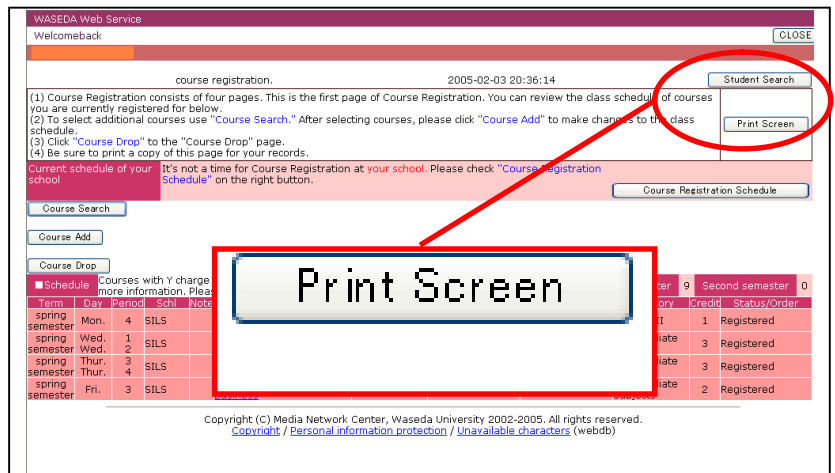 WASEDA Web Service
Welcomeback
CLOSE
course registration. 2005-02-03 20:36:14 Student Search
(1) Course Registration consists of four pages. This is the first page of Course Registration. You can review the class schedule of courses
you are currently registered for below.
(2) To select additional courses use "Course Search." After selecting courses, please click "Course Add" to make changes to the class
schedule.
(3) Click "Course Drop" to the "Course Drop" page.
(4) Be sure to print a copy of this page for your records.
Print Screen
Current schedule of your school
It's not a time for Course Registration at your school. Please check "Course Registration
Schedule" on the right button.
Course Registration Schedule
Course Search
Course Add
Course Drop
Print Screen
■Schedule
Courses with Y charge
more information.
9 Second semester 0
Term Day Period Schl Credit Status/Order
spring semester Mon. 4 SILS 1 Registered
spring semester Wed. 1 Wed. 2 SILS 3 Registered
spring semester Thur. 3 Thur. 4 SILS 3 Registered
spring semester Fri. 3 SILS 2 Registered
Copyright (C) Media Network Center, Waseda University 2002-2005. All rights reserved.
Copyright / Personal information protection / Unavailable characters (webdb)